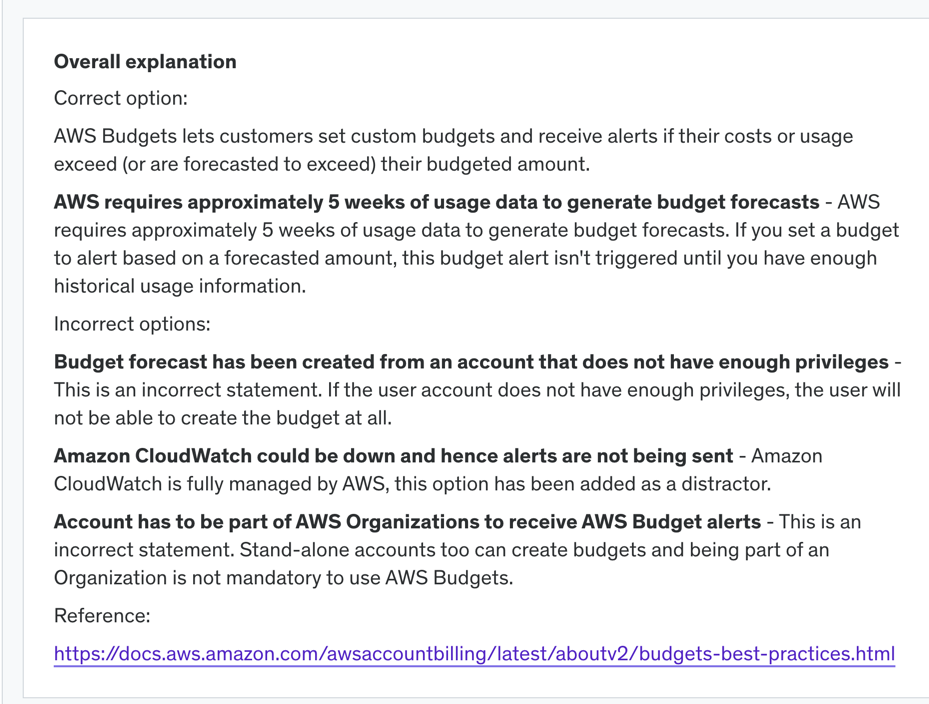 Overall explanation
Correct option:
AWS Budgets lets customers set custom budgets and receive alerts if their costs or usage
exceed (or are forecasted to exceed) their budgeted amount.
AWS requires approximately 5 weeks of usage data to generate budget forecasts - AWS
requires approximately 5 weeks of usage data to generate budget forecasts. If you set a budget
to alert based on a forecasted amount, this budget alert isn't triggered until you have enough
historical usage information.
Incorrect options:
Budget forecast has been created from an account that does not have enough privileges -
This is an incorrect statement. If the user account does not have enough privileges, the user will
not be able to create the budget at all.
Amazon CloudWatch could be down and hence alerts are not being sent - Amazon
CloudWatch is fully managed by AWS, this option has been added as a distractor.
Account has to be part of AWS Organizations to receive AWS Budget alerts - This is an
incorrect statement. Stand-alone accounts too can create budgets and being part of an
Organization is not mandatory to use AWS Budgets.
Reference:
https://docs.aws.amazon.com/awsaccountbilling/latest/aboutv2/budgets-best-practices.html